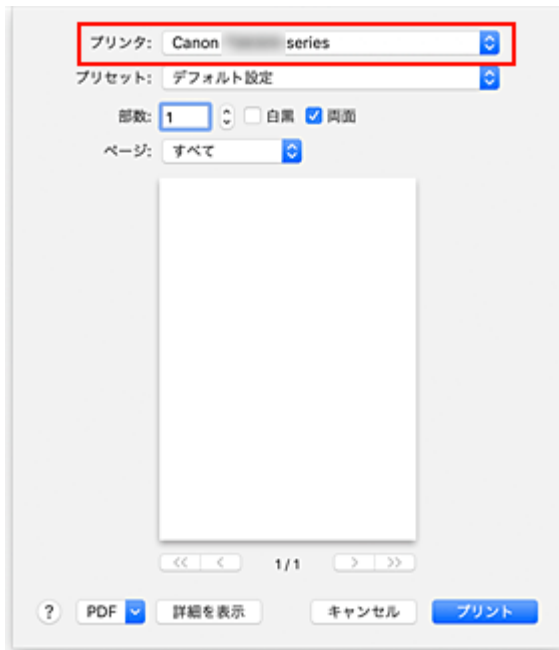 プリンタ: Canon series
プリセット: デフォルト設定
部数: 1 白黒 両面
ページ: すべて
<< < 1/1 > >>
? PDF 詳細を表示 キャンセル プリント